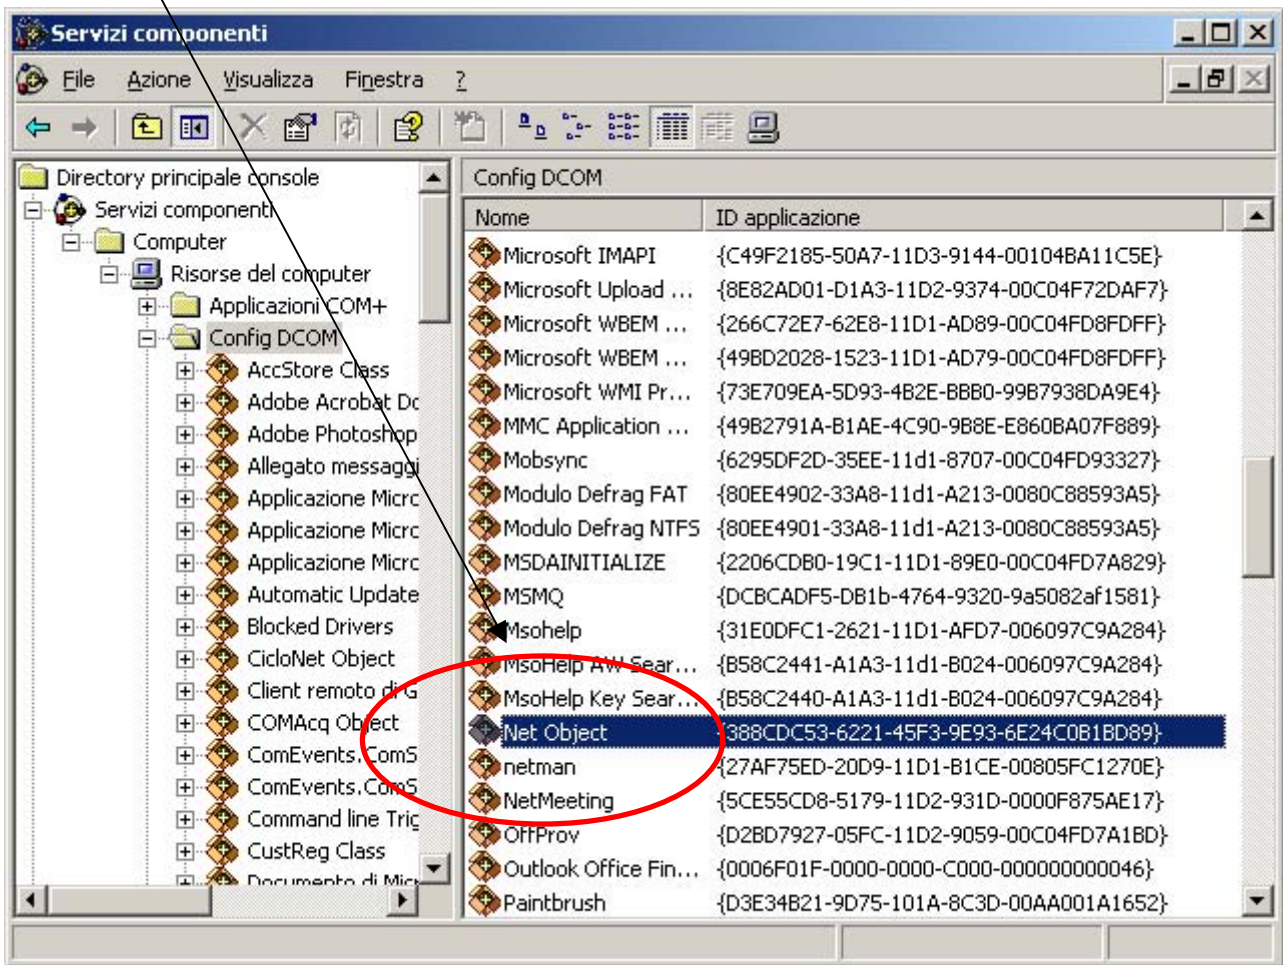 Servizi componenti
File Azione Visualizza Finestra ?
Directory principale console
Servizi componenti
Computer
Risorse del computer
Applicazioni COM+
Config DCOM
AccStore Class
Adobe Acrobat Dc
Adobe Photoshop
Allegato messaggi
Applicazione Micro
Applicazione Micro
Applicazione Micro
Automatic Update
Blocked Drivers
CicloNet Object
Client remoto di G
COMAcq Object
ComEvents.ComS
ComEvents.ComS
Command line Trig
CustReg Class
Documento di Micr
Config DCOM
Nome ID applicazione
Microsoft IMAPI {C49F2185-50A7-11D3-9144-00104BA11C5E}
Microsoft Upload ... {8E82AD01-D1A3-11D2-9374-00C04F72DAF7}
Microsoft WBEM ... {266C72E7-62E8-11D1-AD89-00C04FD8FDFF}
Microsoft WBEM ... {49BD2028-1523-11D1-AD79-00C04FD8FDFF}
Microsoft WMI Pr... {73E709EA-5D93-4B2E-BBB0-99B7938DA9E4}
MMC Application ... {49B2791A-B1AE-4C90-9B8E-E860BA07F889}
Mobsync {6295DF2D-35EE-11d1-8707-00C04FD93327}
Modulo Defrag FAT {80EE4902-33A8-11d1-A213-0080C88593A5}
Modulo Defrag NTFS {80EE4901-33A8-11d1-A213-0080C88593A5}
MSDAINITIALIZE {2206CDB0-19C1-11D1-89E0-00C04FD7A829}
MSMQ {DCBCADF5-DB1b-4764-9320-9a5082af1581}
Msohelp {31E0DFC1-2621-11D1-AFD7-006097C9A284}
MsoHelp AW Sear... {B58C2441-A1A3-11d1-B024-006097C9A284}
MsoHelp Key Sear... {B58C2440-A1A3-11d1-B024-006097C9A284}
Net Object {388CDC53-6221-45F3-9E93-6E24C0B1BD89}
netman {27AF75ED-20D9-11D1-B1CE-00805FC1270E}
NetMeeting {5CE55CD8-5179-11D2-931D-0000F875AE17}
OffProv {D2BD7927-05FC-11D2-9059-00C04FD7A1BD}
Outlook Office Fin... {0006F01F-0000-0000-C000-000000000046}
Paintbrush {D3E34B21-9D75-101A-8C3D-00AA001A1652}